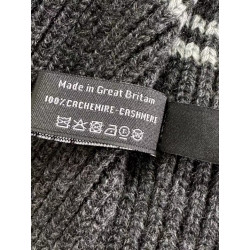 Made in Great Britain
100% CACHEMIRE-CASHMERE